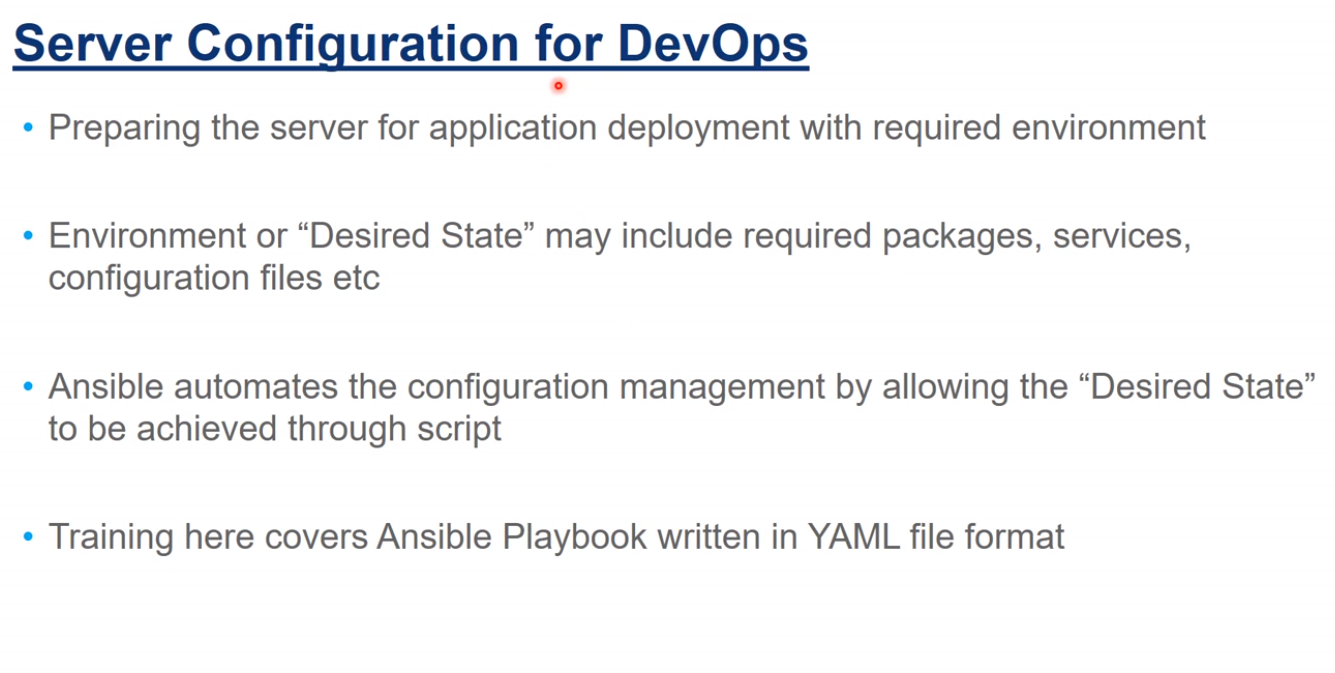 Server Configuration for DevOps
• Preparing the server for application deployment with required environment
• Environment or “Desired State” may include required packages, services,
configuration files etc
• Ansible automates the configuration management by allowing the “Desired State”
to be achieved through script
• Training here covers Ansible Playbook written in YAML file format